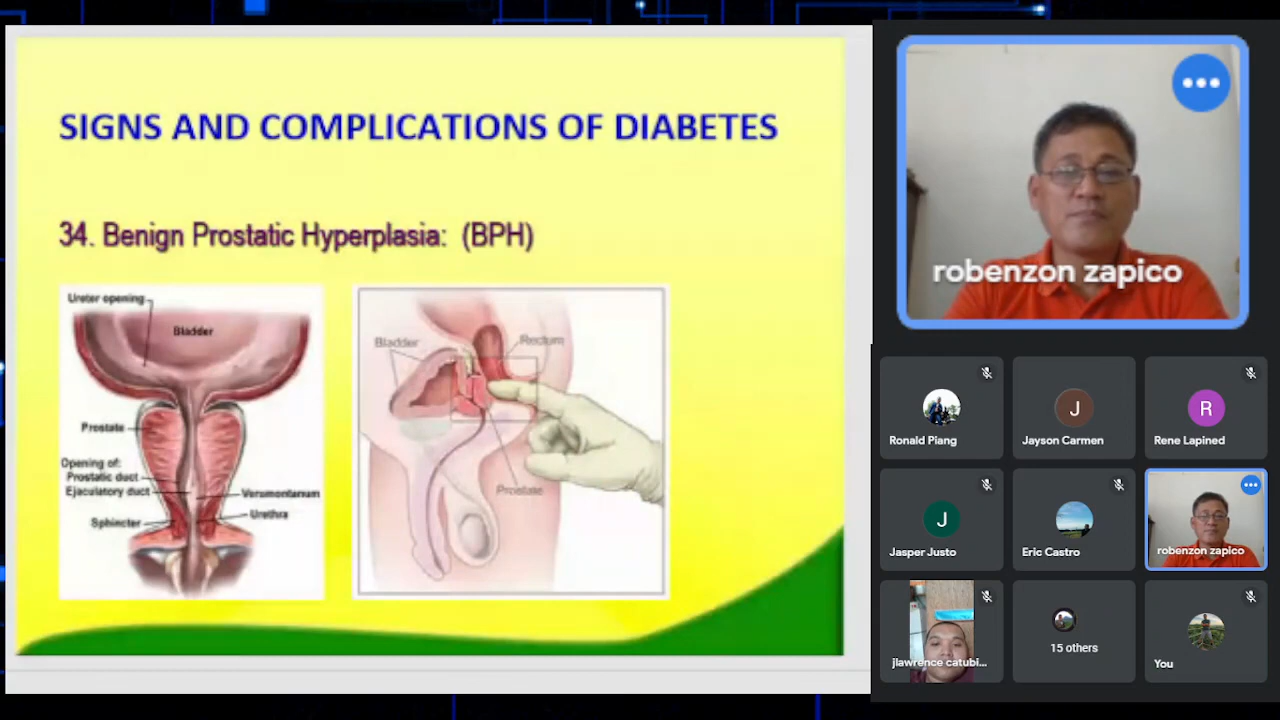 SIGNS AND COMPLICATIONS OF DIABETES
34. Benign Prostatic Hyperplasia: (BPH)
Ureter opening
Bladder
Prostate
Opening of:
Prostatic duct
Ejaculatory duct
Sphincter
Verumontanum
Urethra
Bladder
Rectum
Prostate
robenzon zapico
Ronald Piang
J
Jayson Carmen
R
Rene Lapined
J
Jasper Justo
Eric Castro
robenzon zapico
jlawrence catubi...
15 others
You